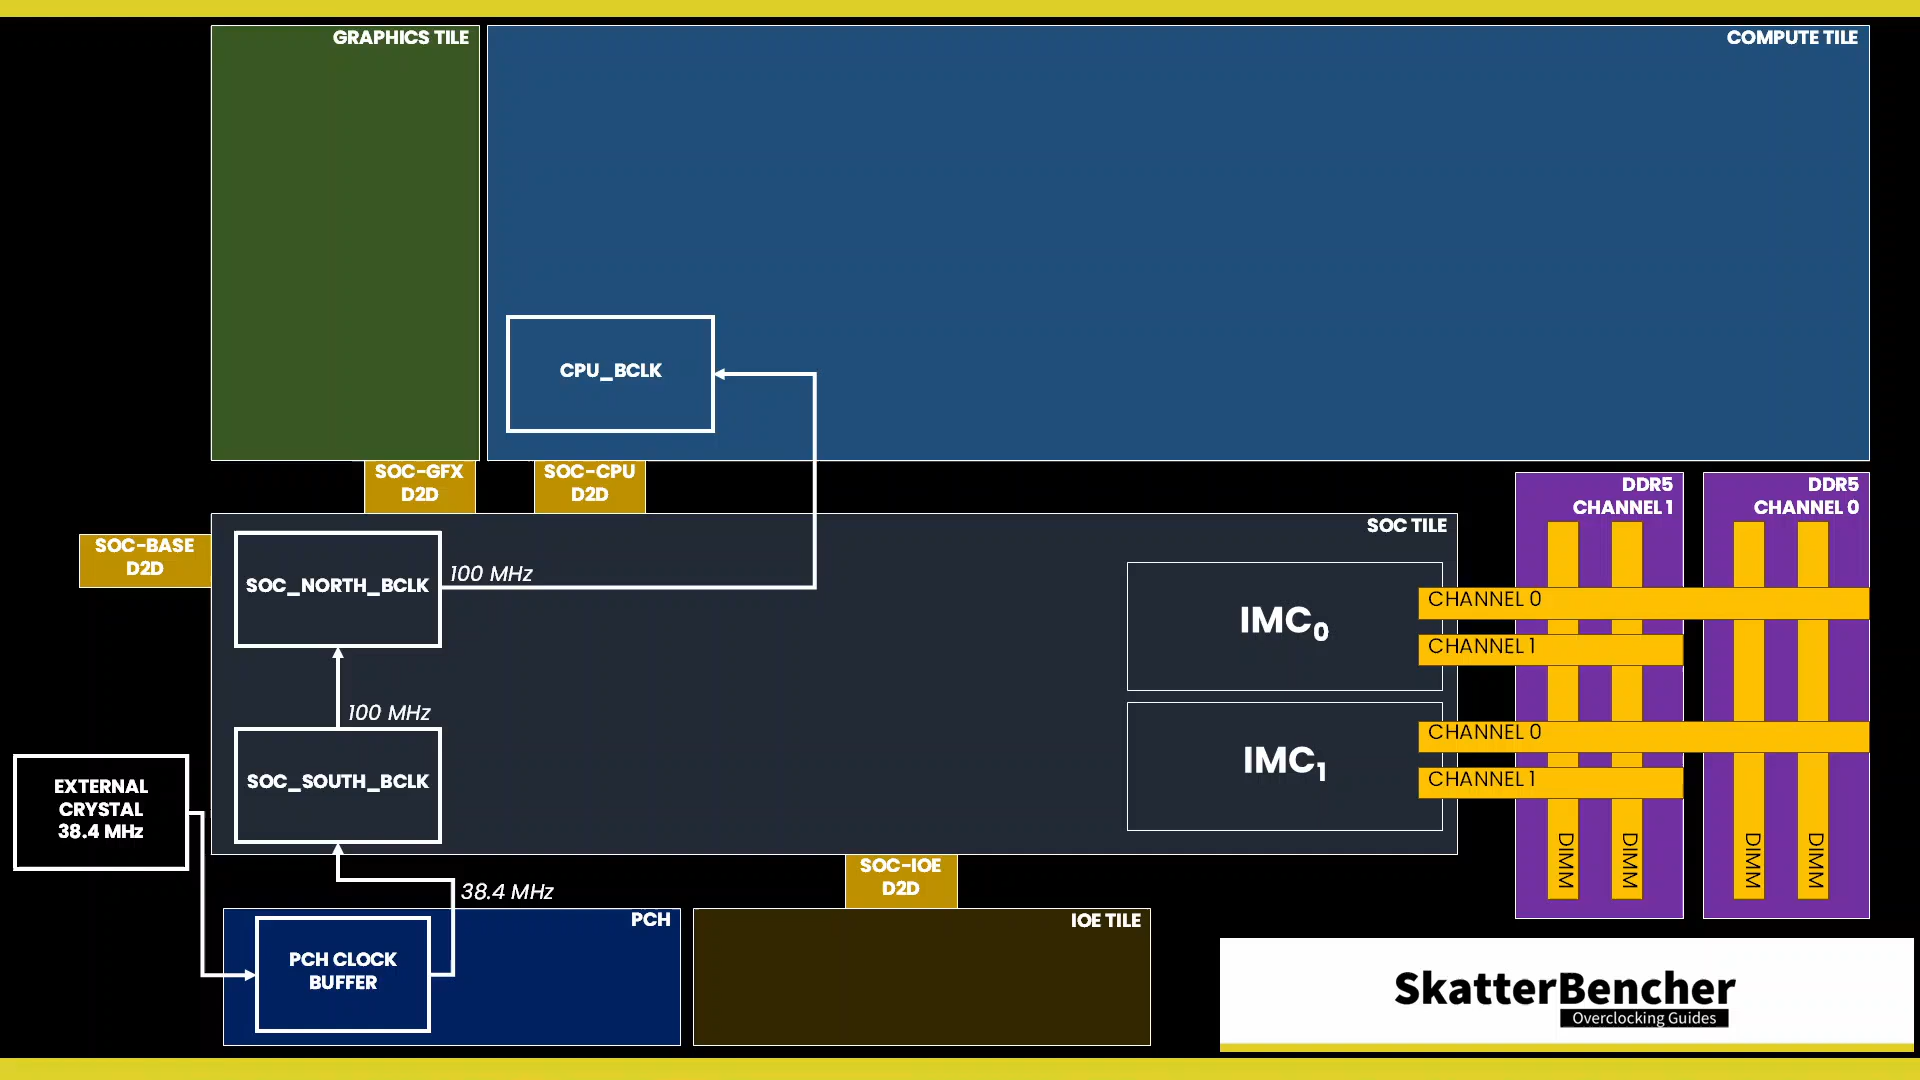 GRAPHICS TILE
COMPUTE TILE
CPU_BCLK
SOC-GFX
D2D
SOC-CPU
D2D
SOC-BASE
D2D
SOC TILE
SOC_NORTH_BCLK
100 MHz
100 MHz
SOC_SOUTH_BCLK
IMC0
IMC1
DDR5
CHANNEL 1
DDR5
CHANNEL 0
CHANNEL 0
CHANNEL 1
CHANNEL 0
CHANNEL 1
DIMM
DIMM
DIMM
DIMM
EXTERNAL
CRYSTAL
38.4 MHz
38.4 MHz
SOC-IOE
D2D
PCH
PCH CLOCK
BUFFER
IOE TILE
SkatterBencher
Overclocking Guides